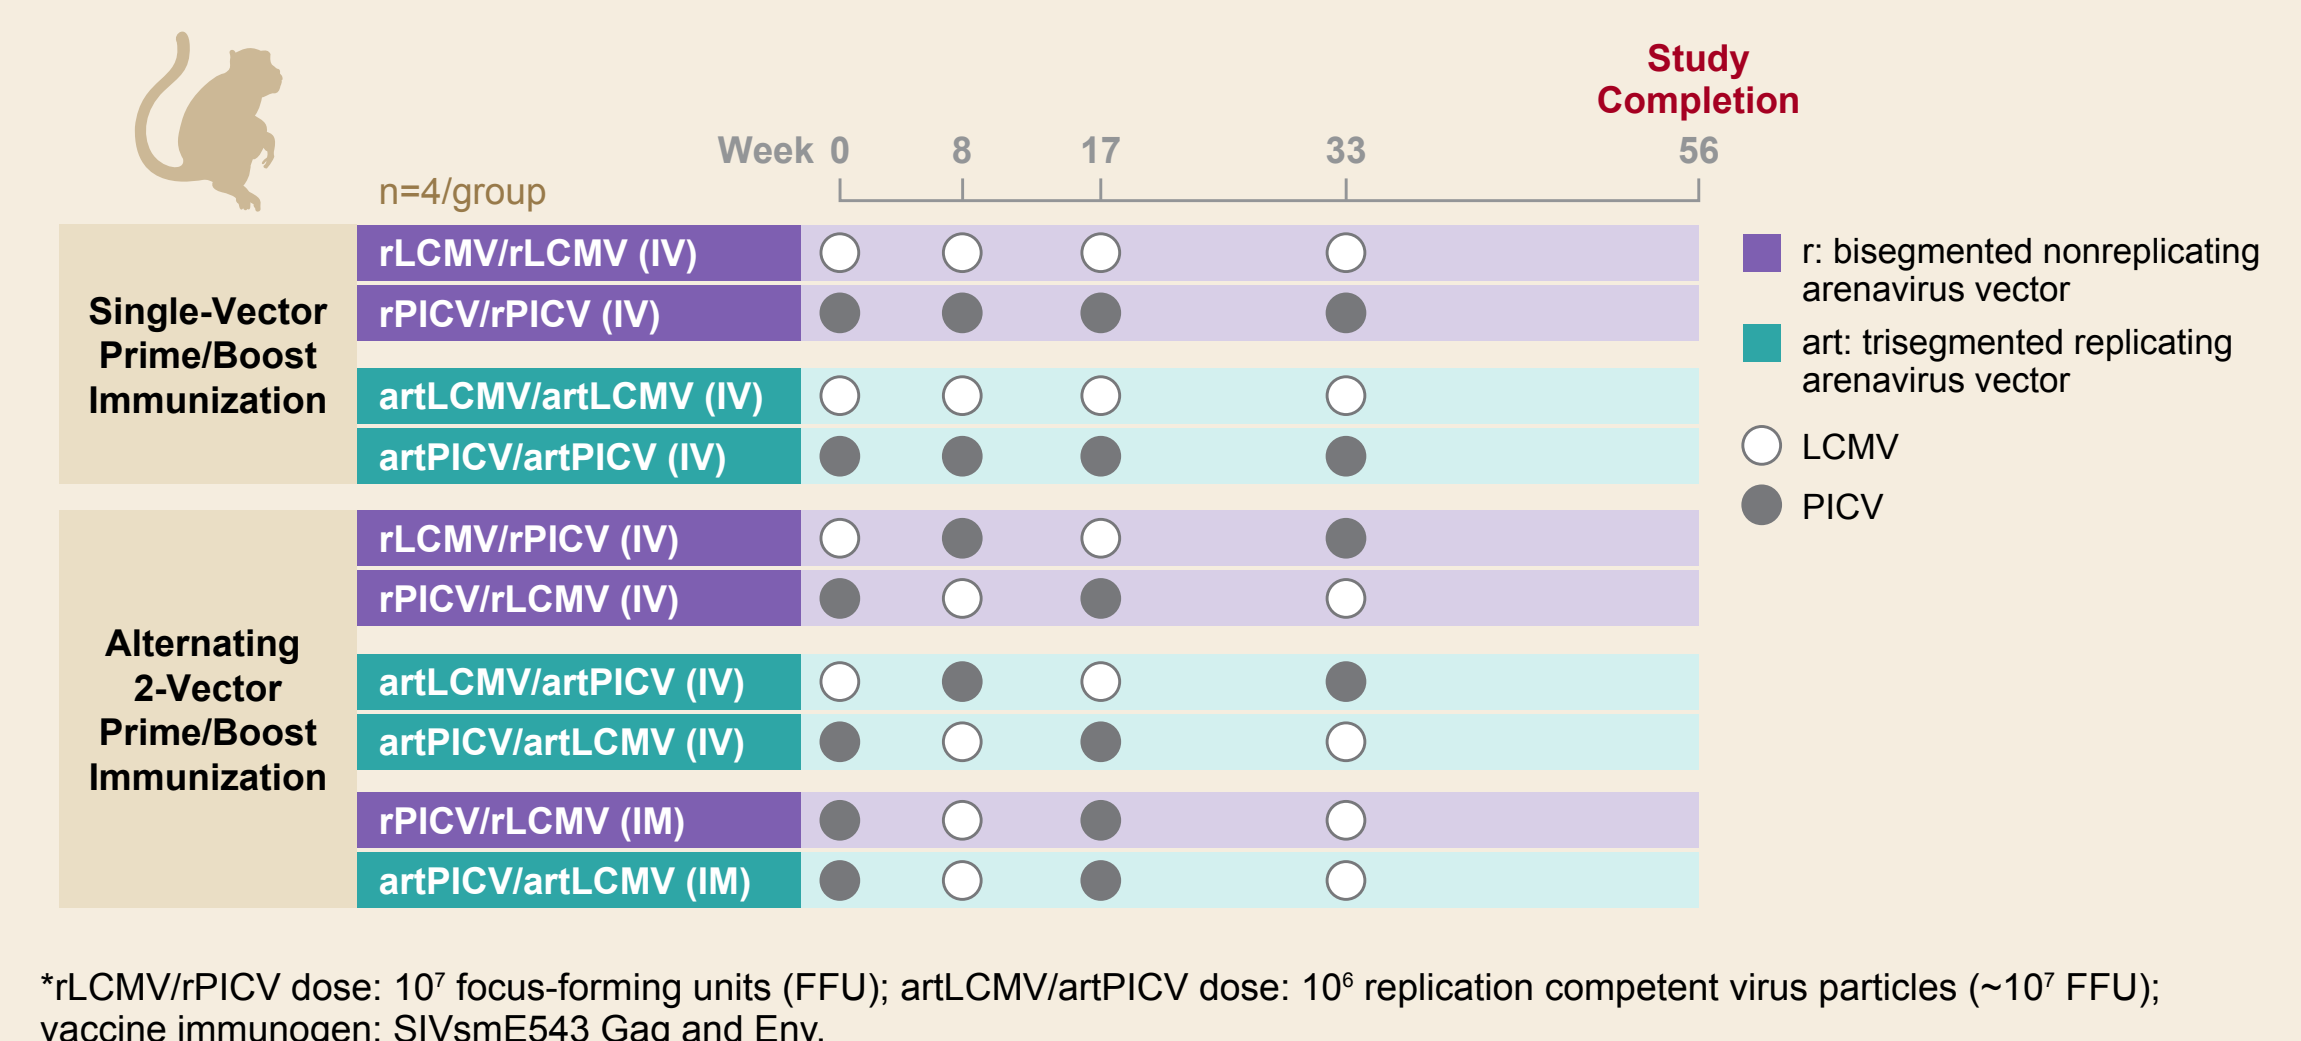 Study
Completion
Week 0 8 17 33 56
n=4/group
Single-Vector
Prime/Boost
Immunization
rLCMV/rLCMV (IV)
rPICV/rPICV (IV)
artLCMV/artLCMV (IV)
artPICV/artPICV (IV)
Alternating
2-Vector
Prime/Boost
Immunization
rLCMV/rPICV (IV)
rPICV/rLCMV (IV)
artLCMV/artPICV (IV)
artPICV/artLCMV (IV)
rPICV/rLCMV (IM)
artPICV/artLCMV (IM)
r: bisegmented nonreplicating
arenavirus vector
art: trisegmented replicating
arenavirus vector
LCMV
PICV
*rLCMV/rPICV dose: 10⁷ focus-forming units (FFU); artLCMV/artPICV dose: 10⁶ replication competent virus particles (~10⁷ FFU);
vaccine immunogen: SIVsmE543 Gag and Env.